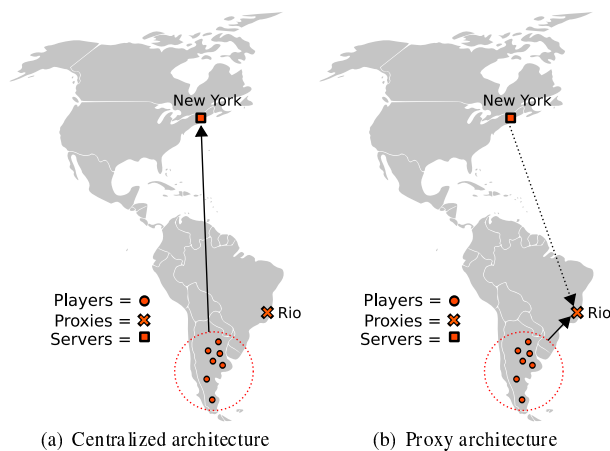 New York
Rio
Players =
Proxies =
Servers =
(a) Centralized architecture
New York
Rio
Players =
Proxies =
Servers =
(b) Proxy architecture